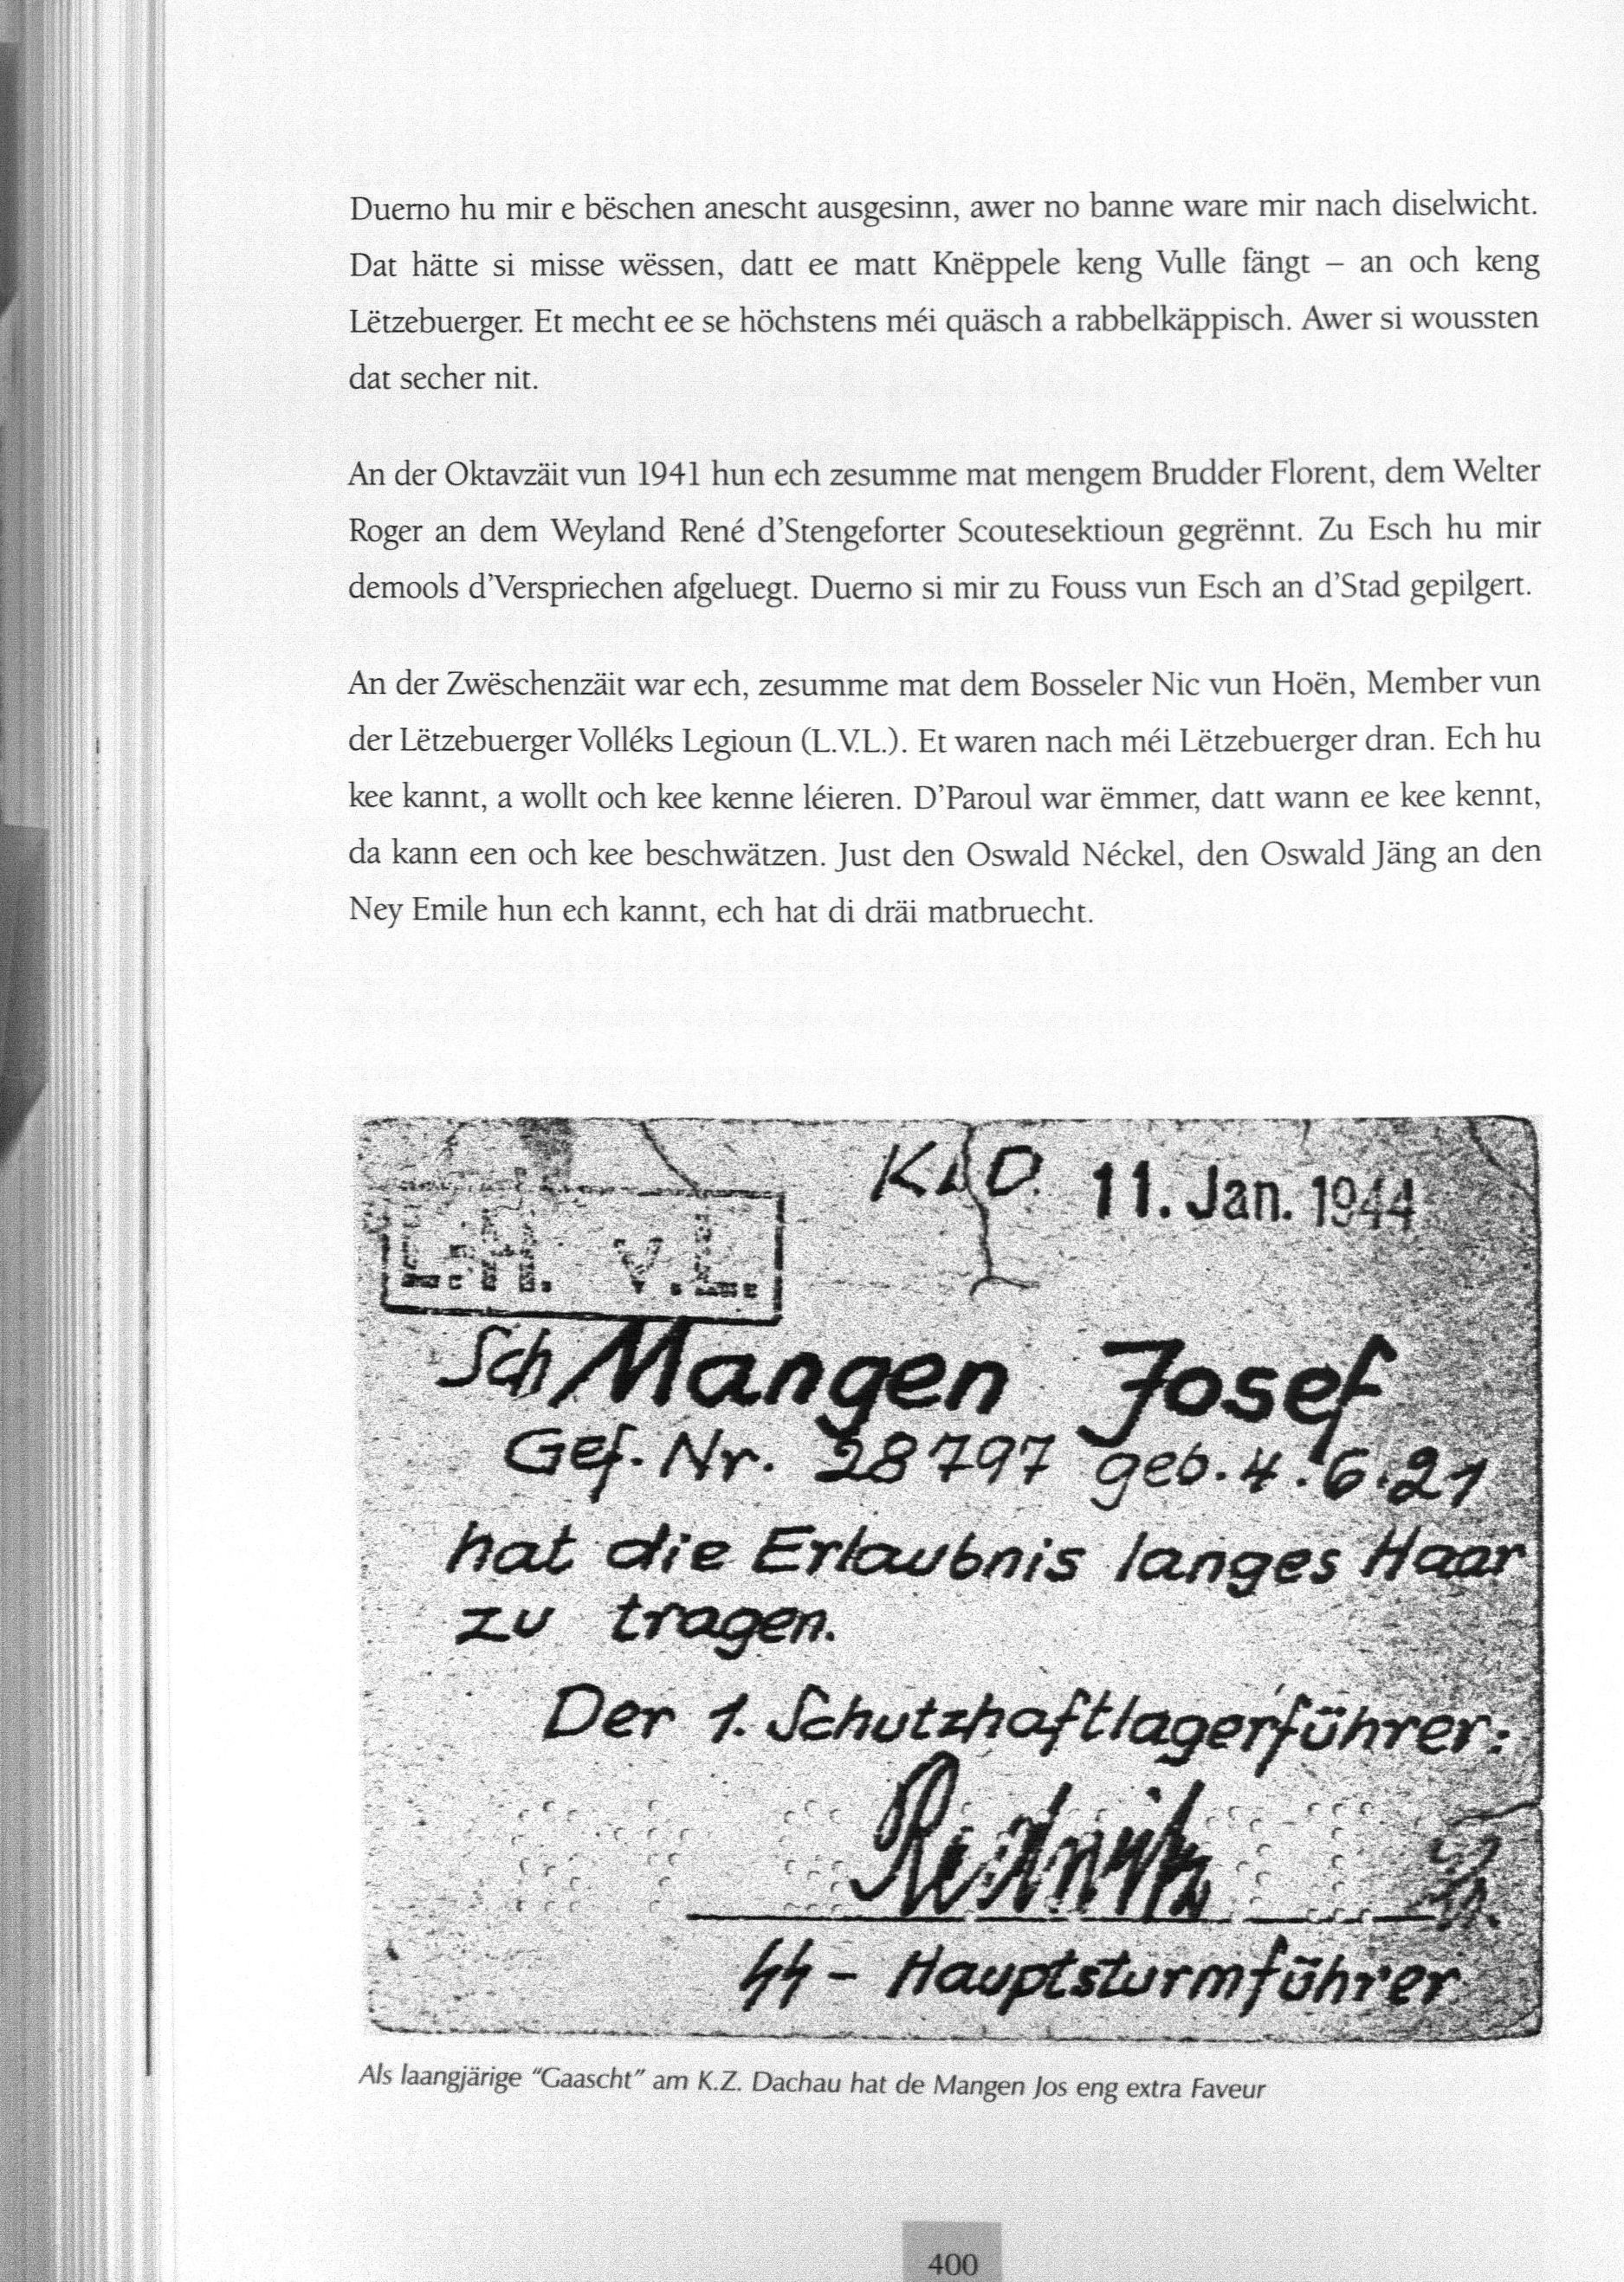 Duerno hu mir e bëschen anescht ausgesinn, awer no banne ware mir nach diselwicht.
Dat hätte si misse wëssen, datt ee matt Knëppele keng Vulle fängt – an och keng
Lëtzebuerger. Et mecht ee se höchstens méi quäsch a rabbelkäppisch. Awer si woussten
dat secher nit.
An der Oktavzäit vun 1941 hun ech zesumme mat mengem Brudder Florent, dem Welter
Roger an dem Weyland René d'Stengeforter Scoutesektioun gegrënnt. Zu Esch hu mir
demools d'Verspriechen afgeluegt. Duerno si mir zu Fouss vun Esch an d'Stad gepilgert.
An der Zwëschenzäit war ech, zesumme mat dem Bosseler Nic vun Hoën, Member vun
der Lëtzebuerger Volléks Legioun (L.V.L.). Et waren nach méi Lëtzebuerger dran. Ech hu
kee kannt, a wollt och kee kenne léieren. D'Paroul war ëmmer, datt wann ee kee kennt,
da kann een och kee beschwätzen. Just den Oswald Néckel, den Oswald Jäng an den
Ney Emile hun ech kannt, ech hat di dräi matbruecht.
K L D. 11. Jan. 1944
L.H. v.L.
Sch Mangen Josef
Gef. Nr. 28797 geb. 4.6.21
hat die Erlaubnis langes Haar
zu tragen.
Der 1. Schutzhaftlagerführer:
SS - Hauptsturmführer
Als laangjärige "Gaascht" am K.Z. Dachau hat de Mangen Jos eng extra Faveur
400